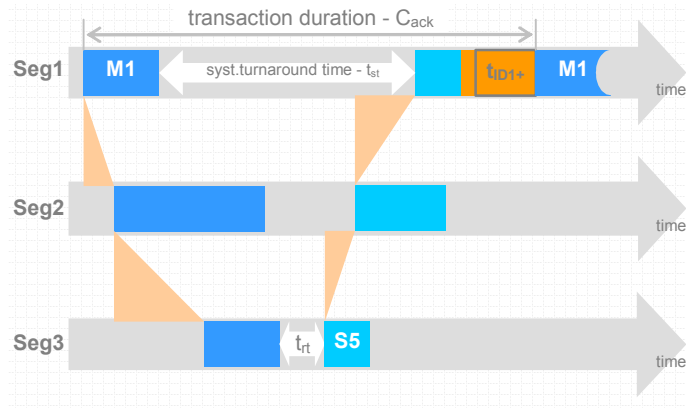 transaction duration - Cack
Seg1 M1 syst.turnaround time - tst tID1+ M1
time
Seg2
time
Seg3 trt S5
time